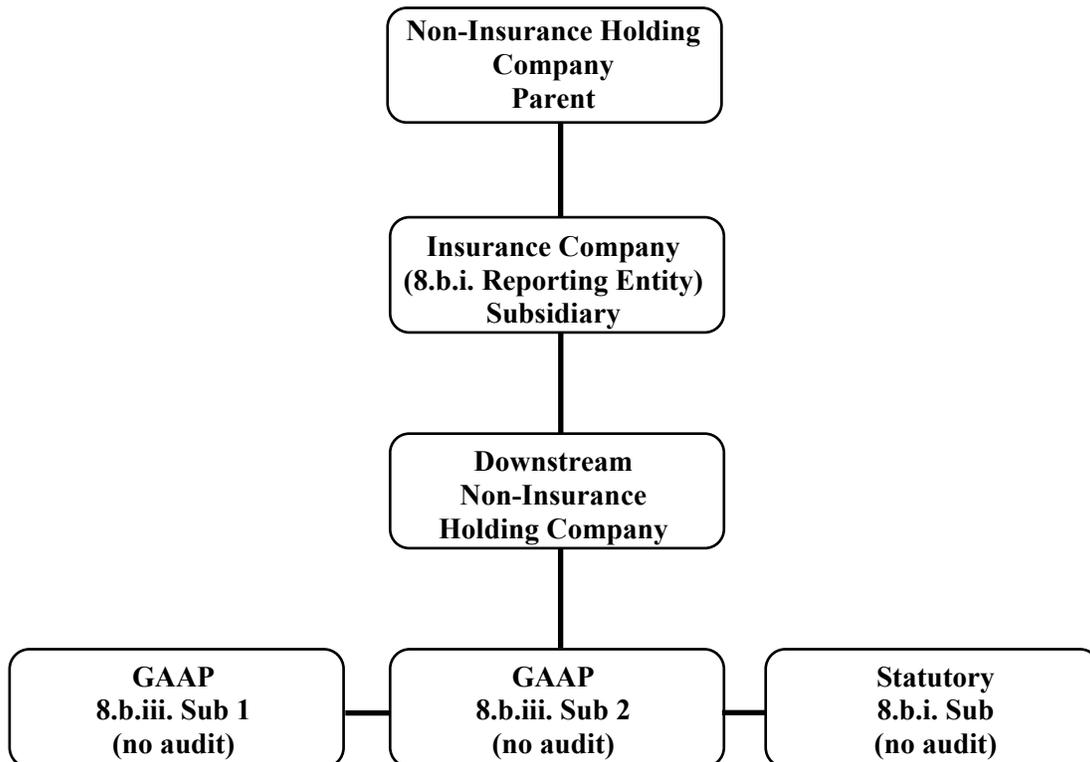 Non-Insurance Holding
Company
Parent
Insurance Company
(8.b.i. Reporting Entity)
Subsidiary
Downstream
Non-Insurance
Holding Company
GAAP
8.b.iii. Sub 1
(no audit)
GAAP
8.b.iii. Sub 2
(no audit)
Statutory
8.b.i. Sub
(no audit)